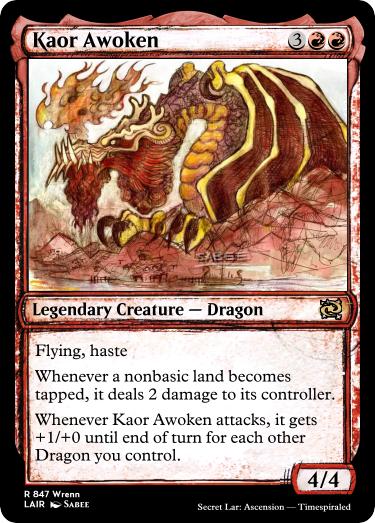 Kaor Awoken 3
Legendary Creature — Dragon
Flying, haste
Whenever a nonbasic land becomes
tapped, it deals 2 damage to its controller.
Whenever Kaor Awoken attacks, it gets
+1/+0 until end of turn for each other
Dragon you control.
4/4
R 847 Wrenn
LAIR SABEE Secret Lar: Ascension — Timespiraled